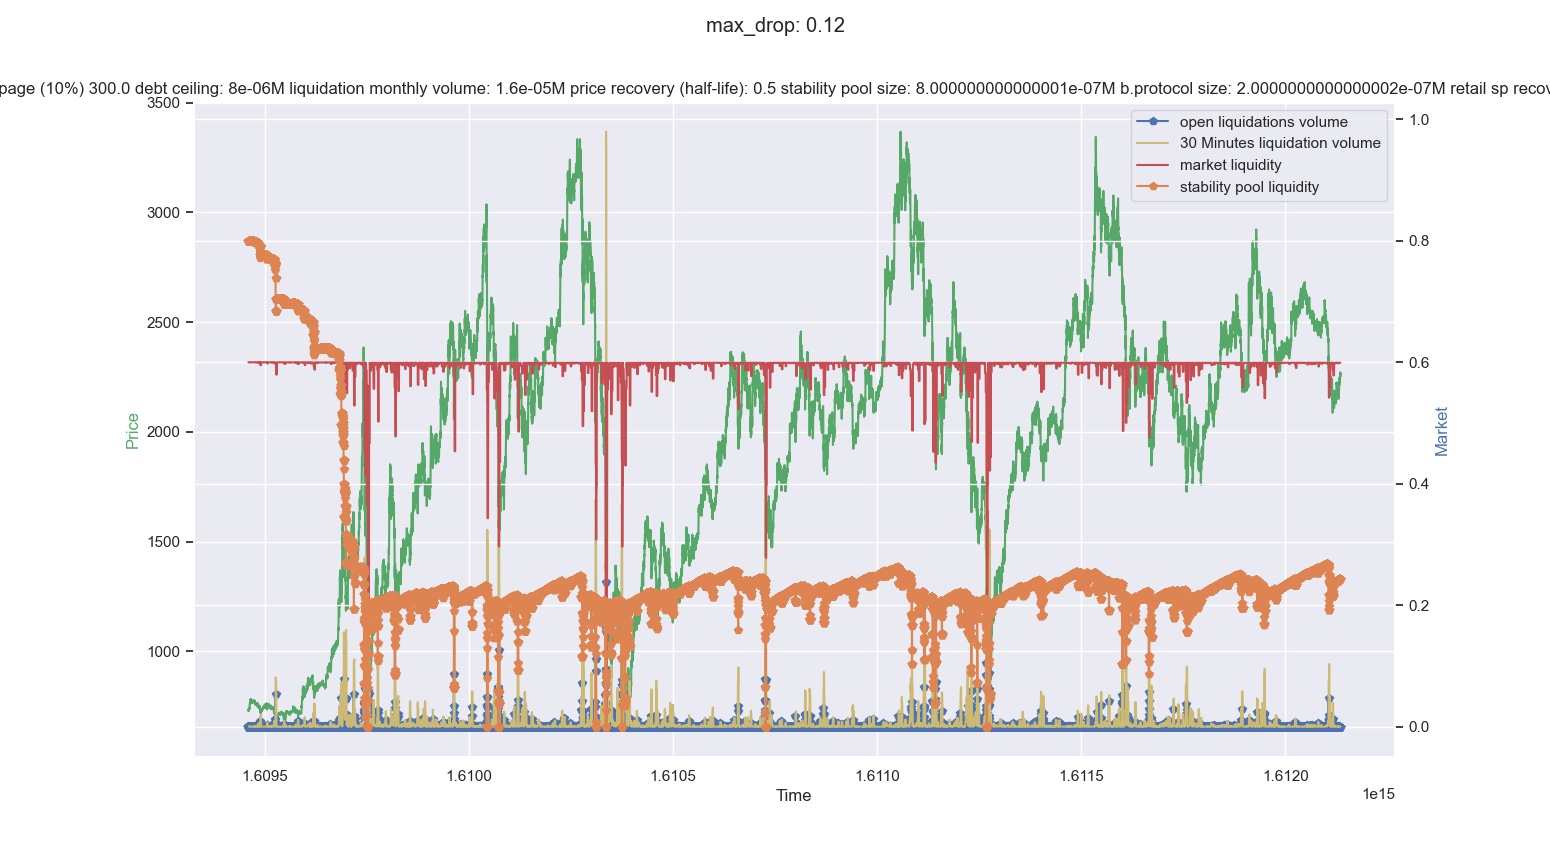 max_drop: 0.12
page (10%) 300.0 debt ceiling: 8e-06M liquidation monthly volume: 1.6e-05M price recovery (half-life): 0.5 stability pool size: 8.000000000000001e-07M b.protocol size: 2.0000000000000002e-07M retail sp recov
3500
3000
2500
2000
1500
1000
Price
open liquidations volume
30 Minutes liquidation volume
market liquidity
stability pool liquidity
1.0
0.8
0.6
0.4
0.2
0.0
Market
1.6095
1.6100
1.6105
1.6110
1.6115
1.6120
Time
1e15